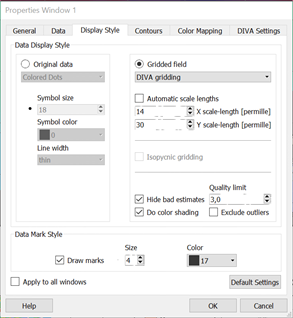 Properties Window 1
General Data Display Style Contours Color Mapping DIVA Settings
Data Display Style
Original data
Colored Dots
Symbol size
18
Symbol color
0
Line width
thin
Gridded field
DIVA gridding
Automatic scale lengths
14 X scale-length [permille]
30 Y scale-length [permille]
Isopycnic gridding
Quality limit
Hide bad estimates 3,0
Do color shading Exclude outliers
Data Mark Style
Size Color
Draw marks 4 17
Apply to all windows Default Settings
Help OK Cancel